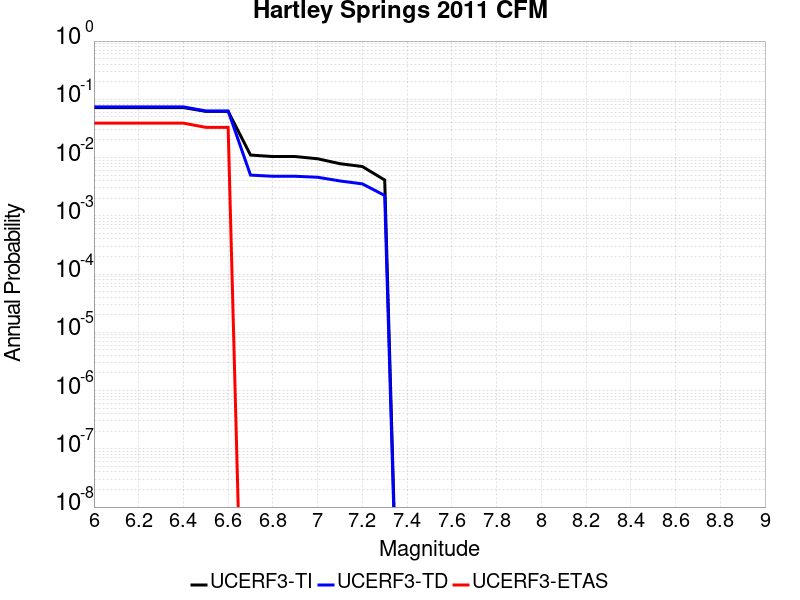 Hartley Springs 2011 CFM
Annual Probability
10^0
10^-1
10^-2
10^-3
10^-4
10^-5
10^-6
10^-7
10^-8
6 6.2 6.4 6.6 6.8 7 7.2 7.4 7.6 7.8 8 8.2 8.4 8.6 8.8 9
Magnitude
UCERF3-TI UCERF3-TD UCERF3-ETAS